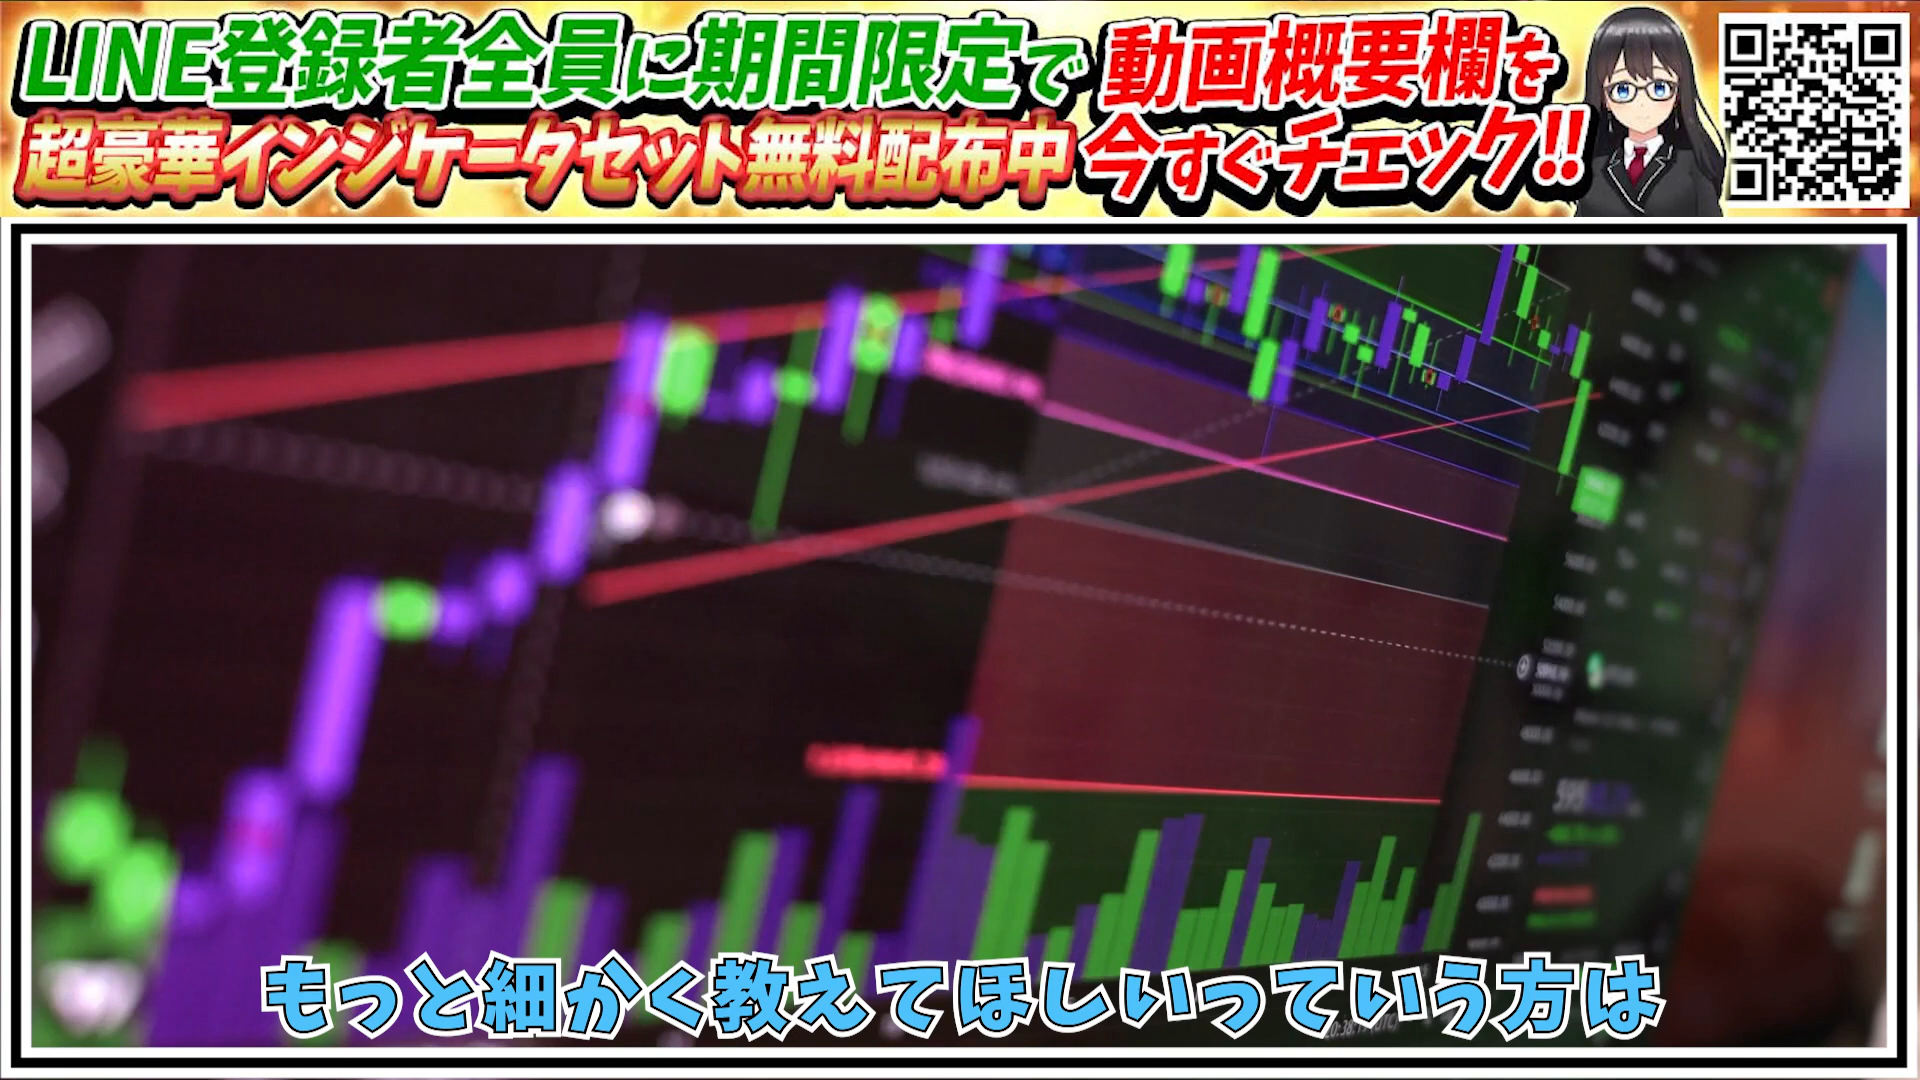 LINE登録者全員に期間限定で
超豪華インジケータセット無料配布中
動画概要欄を
今すぐチェック!!
もっと細かく教えてほしいっていう方は